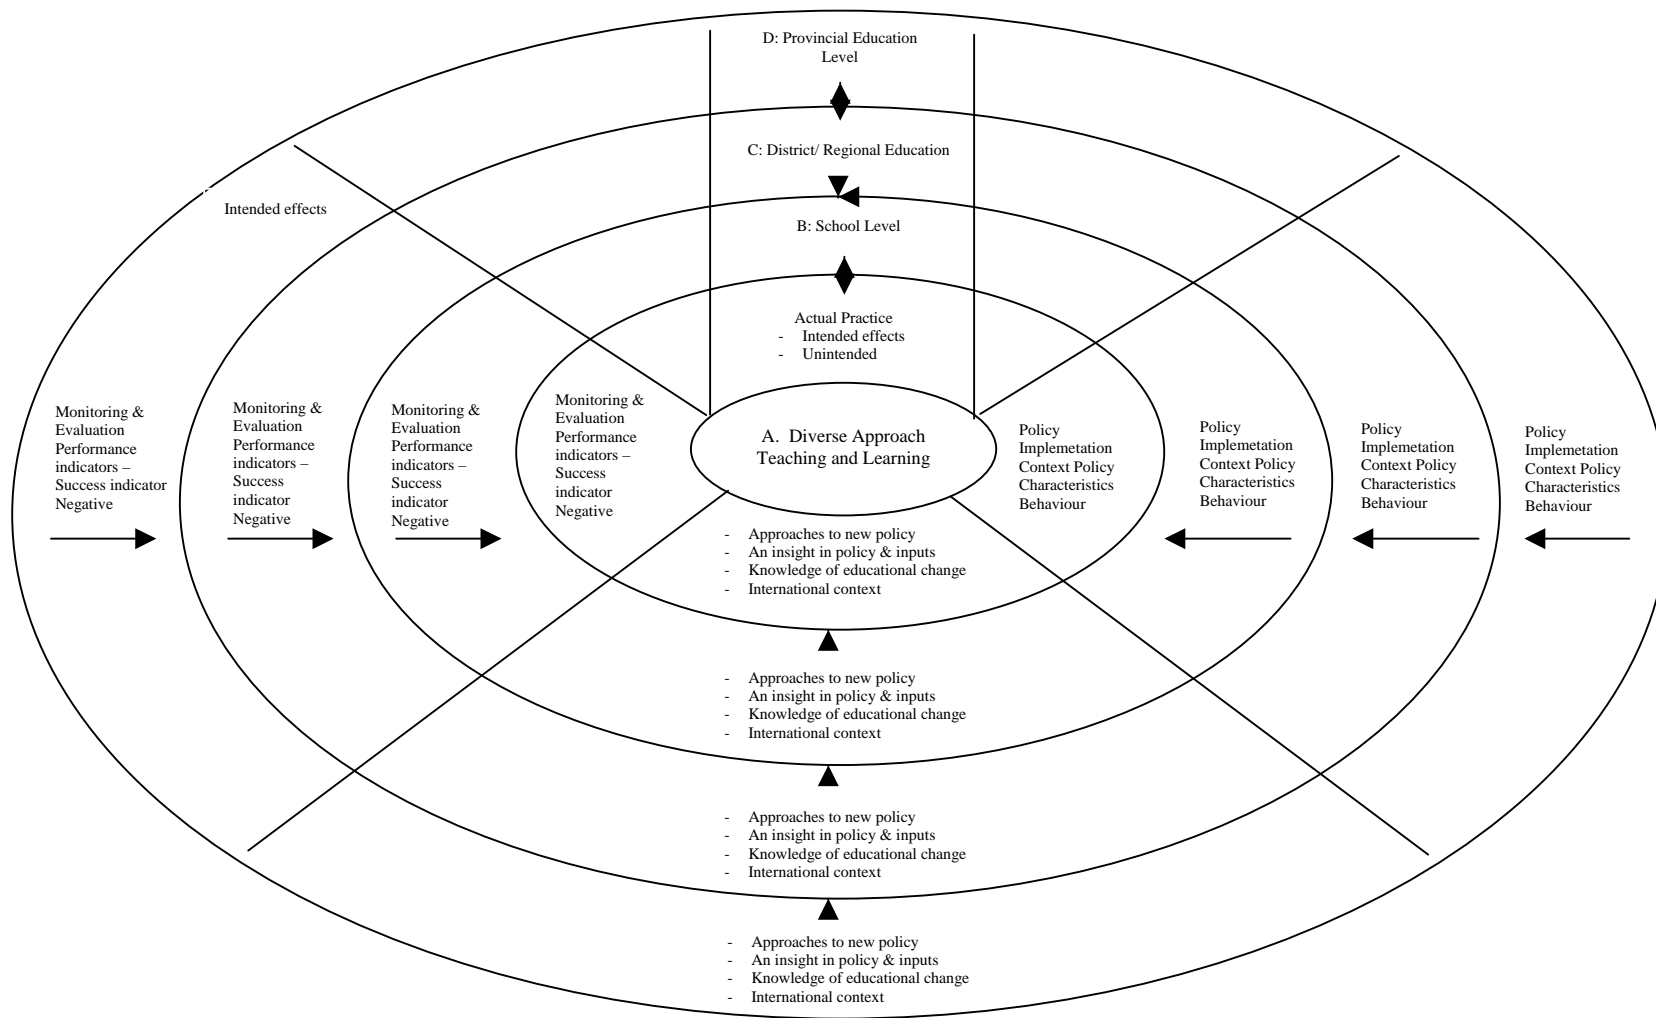 D: Provincial Education
Level
C: District/ Regional Education
Intended effects
B: School Level
Actual Practice
- Intended effects
- Unintended
Monitoring &
Evaluation
Performance
indicators –
Success indicator
Negative
Monitoring &
Evaluation
Performance
indicators –
Success
indicator
Negative
Monitoring &
Evaluation
Performance
indicators –
Success
indicator
Negative
Monitoring &
Evaluation
Performance
indicators –
Success
indicator
Negative
A. Diverse Approach
Teaching and Learning
Policy
Implemetation
Context Policy
Characteristics
Behaviour
Policy
Implemetation
Context Policy
Characteristics
Behaviour
Policy
Implemetation
Context Policy
Characteristics
Behaviour
Policy
Implemetation
Context Policy
Characteristics
Behaviour
- Approaches to new policy
- An insight in policy & inputs
- Knowledge of educational change
- International context
- Approaches to new policy
- An insight in policy & inputs
- Knowledge of educational change
- International context
- Approaches to new policy
- An insight in policy & inputs
- Knowledge of educational change
- International context
- Approaches to new policy
- An insight in policy & inputs
- Knowledge of educational change
- International context